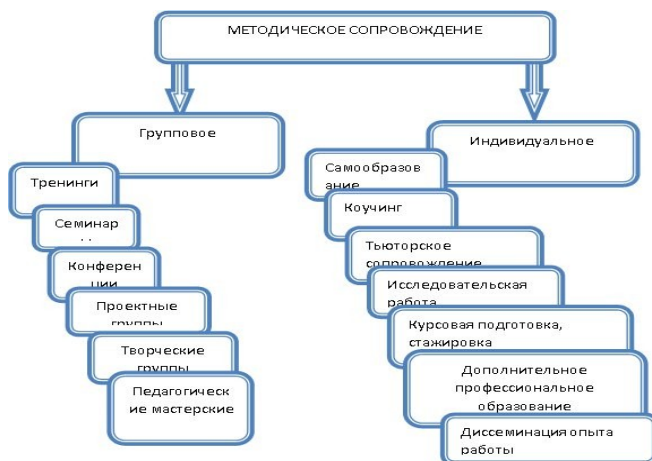 МЕТОДИЧЕСКОЕ СОПРОВОЖДЕНИЕ
Групповое
Тренинги
Семинар
Конферен
ции
Проектные
группы
Творческие
группы
Педагогическ
ие мастерские
Индивидуальное
Самообразов
ание
Коучинг
Тьюторское
сопровождение
Исследовательская
работа
Курсовая подготовка,
стажировка
Дополнительное
профессиональное
образование
Диссеминация опыта
работы